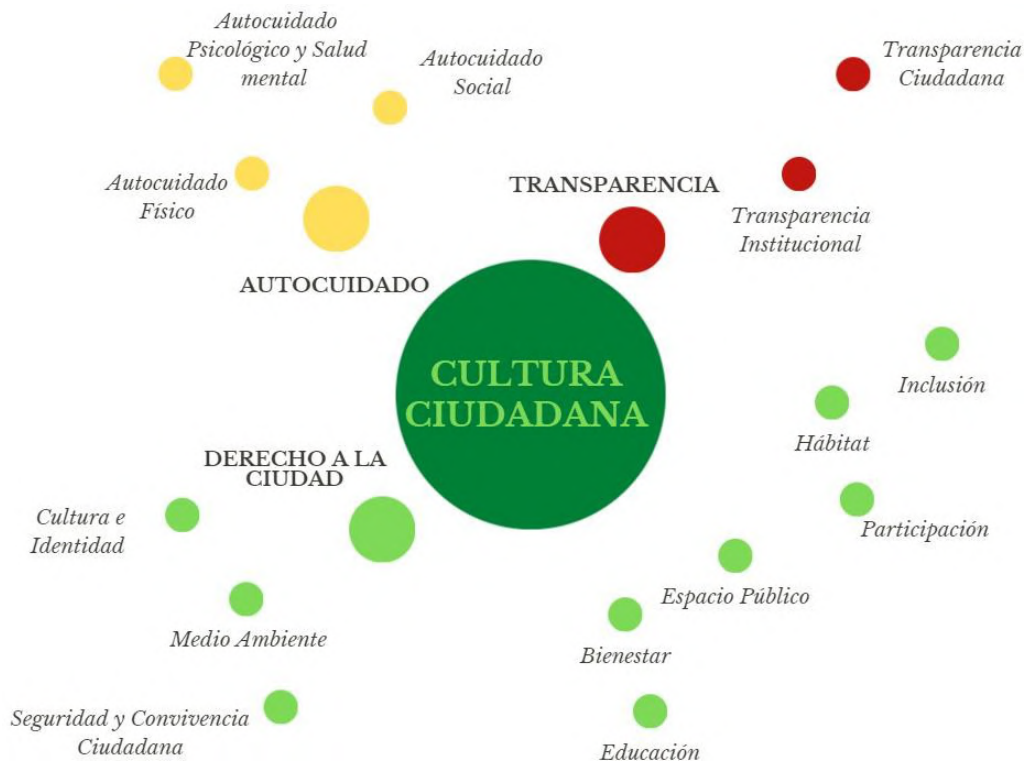 Autocuidado
Psicológico y Salud
mental
Autocuidado
Social
Autocuidado
Físico
AUTOCUIDADO
TRANSPARENCIA
Transparencia
Ciudadana
Transparencia
Institucional
CULTURA
CIUDADANA
Inclusión
Hábitat
Participación
Espacio Público
Bienestar
Educación
DERECHO A LA
CIUDAD
Cultura e
Identidad
Medio Ambiente
Seguridad y Convivencia
Ciudadana